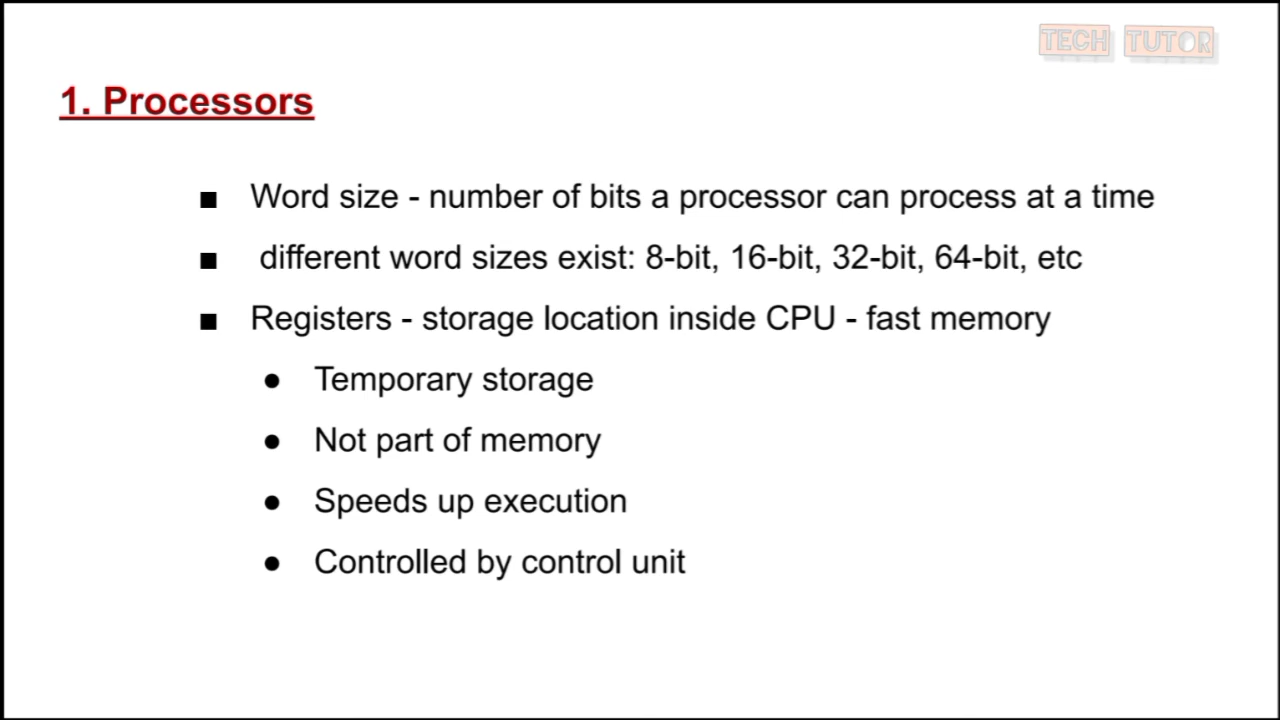 TECH TUTOR
1. Processors
■ Word size - number of bits a processor can process at a time
■ different word sizes exist: 8-bit, 16-bit, 32-bit, 64-bit, etc
■ Registers - storage location inside CPU - fast memory
● Temporary storage
● Not part of memory
● Speeds up execution
● Controlled by control unit